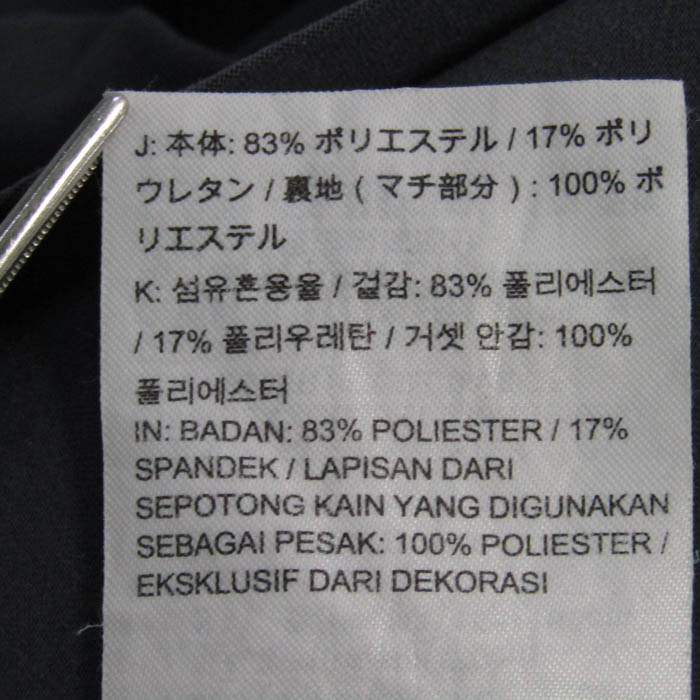 J: 本体: 83% ポリエステル / 17% ポリ
ウレタン / 裏地 ( マチ部分 ) : 100% ポ
リエステル
K: 섬유혼용율 / 겉감: 83% 폴리에스터
/ 17% 폴리우레탄 / 거셋 안감: 100%
폴리에스터
IN: BADAN: 83% POLIESTER / 17%
SPANDEK / LAPISAN DARI
SEPOTONG KAIN YANG DIGUNAKAN
SEBAGAI PESAK: 100% POLIESTER /
EKSKLUSIF DARI DEKORASI